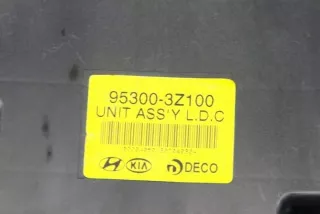 95300-3Z100
UNIT ASS'Y L.D.C
KIA DECO